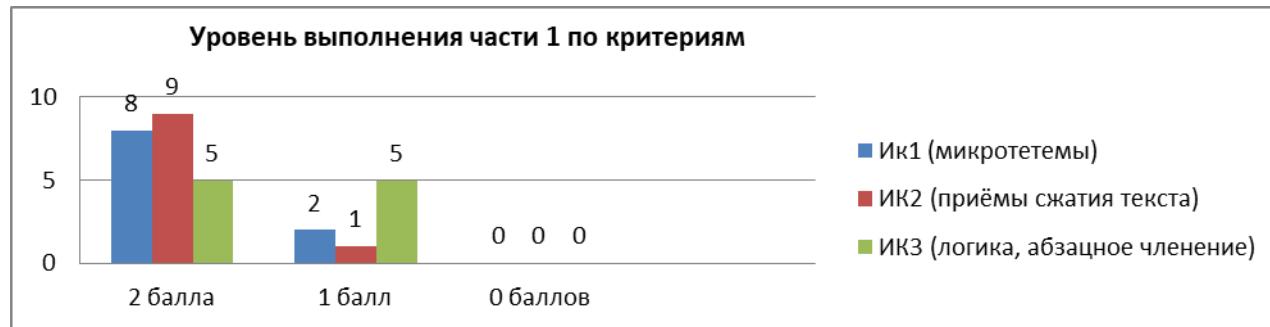 Уровень выполнения части 1 по критериям
10
5
0
8
9
5
2
1
5
0
0
0
2 балла
1 балл
0 баллов
Ик1 (микротетемы)
ИК2 (приёмы сжатия текста)
ИК3 (логика, абзацное членение)